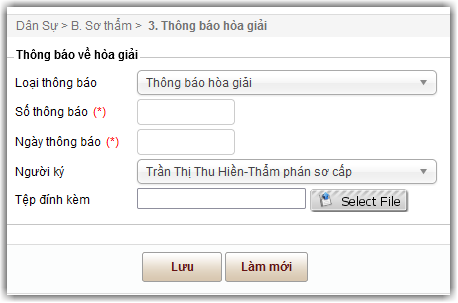 Dân Sự > B. Sơ thẩm > 3. Thông báo hòa giải
Thông báo về hòa giải
Loại thông báo Thông báo hòa giải
Số thông báo (*)
Ngày thông báo (*)
Người ký Trần Thị Thu Hiền-Thẩm phán sơ cấp
Tệp đính kèm Select File
Lưu Làm mới